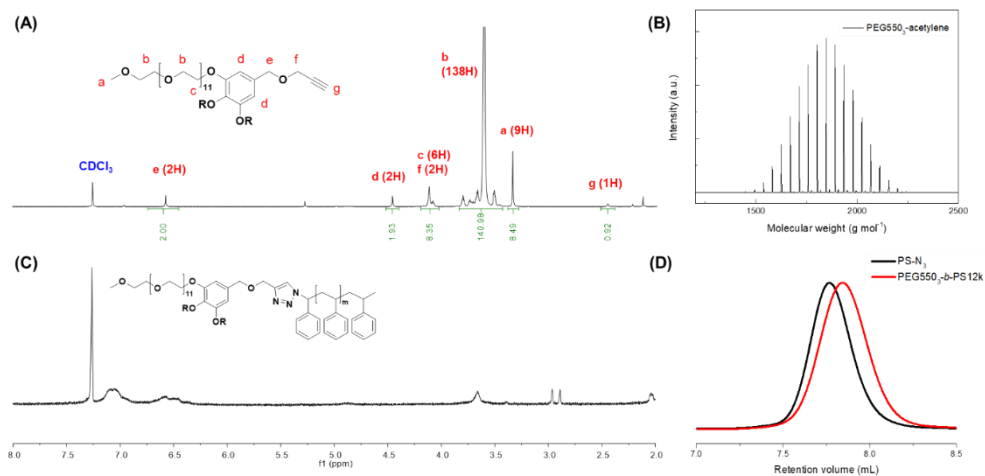 (A)
a
b
b
11
c
O
O
O
O
RO
OR
d
d
e
O
f
g
CDCl₃
e (2H)
d (2H)
c (6H)
f (2H)
b
(138H)
a (9H)
g (1H)
2.00
1.93
8.35
140.98
8.49
0.92
(B)
PEG550₃-acetylene
Intensity (a.u.)
1500
2000
2500
Molecular weight (g mol⁻¹)
(C)
O
O
O
11
O
RO
OR
O
N
N=N
m
8.0
7.5
7.0
6.5
6.0
5.5
5.0
4.5
4.0
3.5
3.0
2.5
2.0
f1 (ppm)
(D)
PS-N₃
PEG550₃-b-PS12k
7.0
7.5
8.0
8.5
Retention volume (mL)